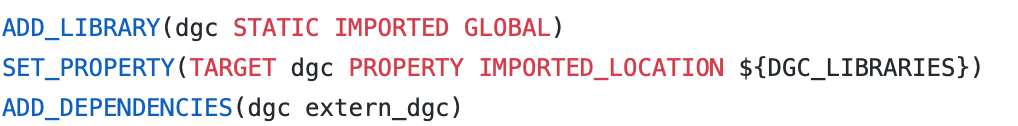 ADD_LIBRARY(dgc STATIC IMPORTED GLOBAL)
SET_PROPERTY(TARGET dgc PROPERTY IMPORTED_LOCATION ${DGC_LIBRARIES})
ADD_DEPENDENCIES(dgc extern_dgc)